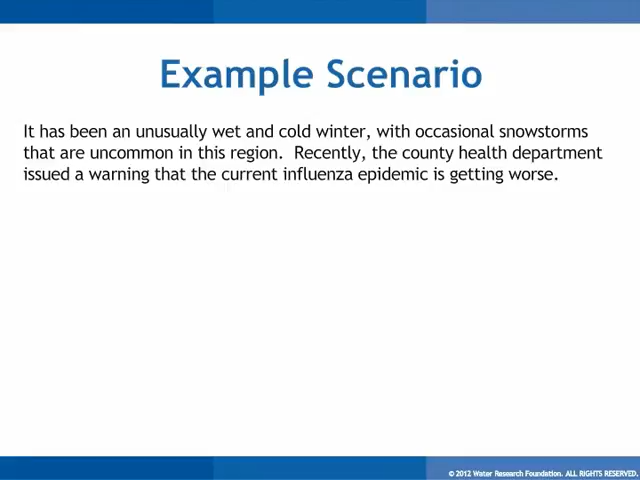 Example Scenario
It has been an unusually wet and cold winter, with occasional snowstorms
that are uncommon in this region.  Recently, the county health department
issued a warning that the current influenza epidemic is getting worse.
© 2012 Water Research Foundation. ALL RIGHTS RESERVED.